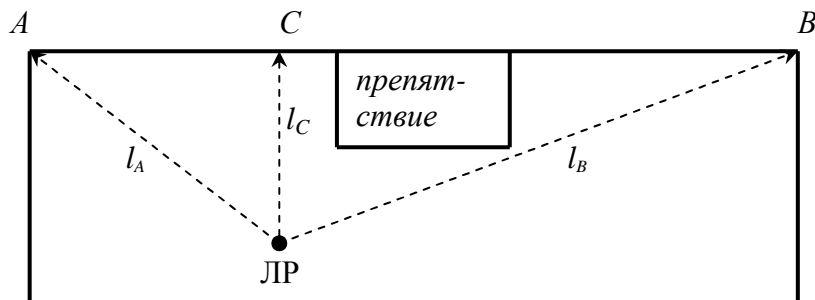 A C B
препят-
ствие
l_C
l_A l_B
ЛР